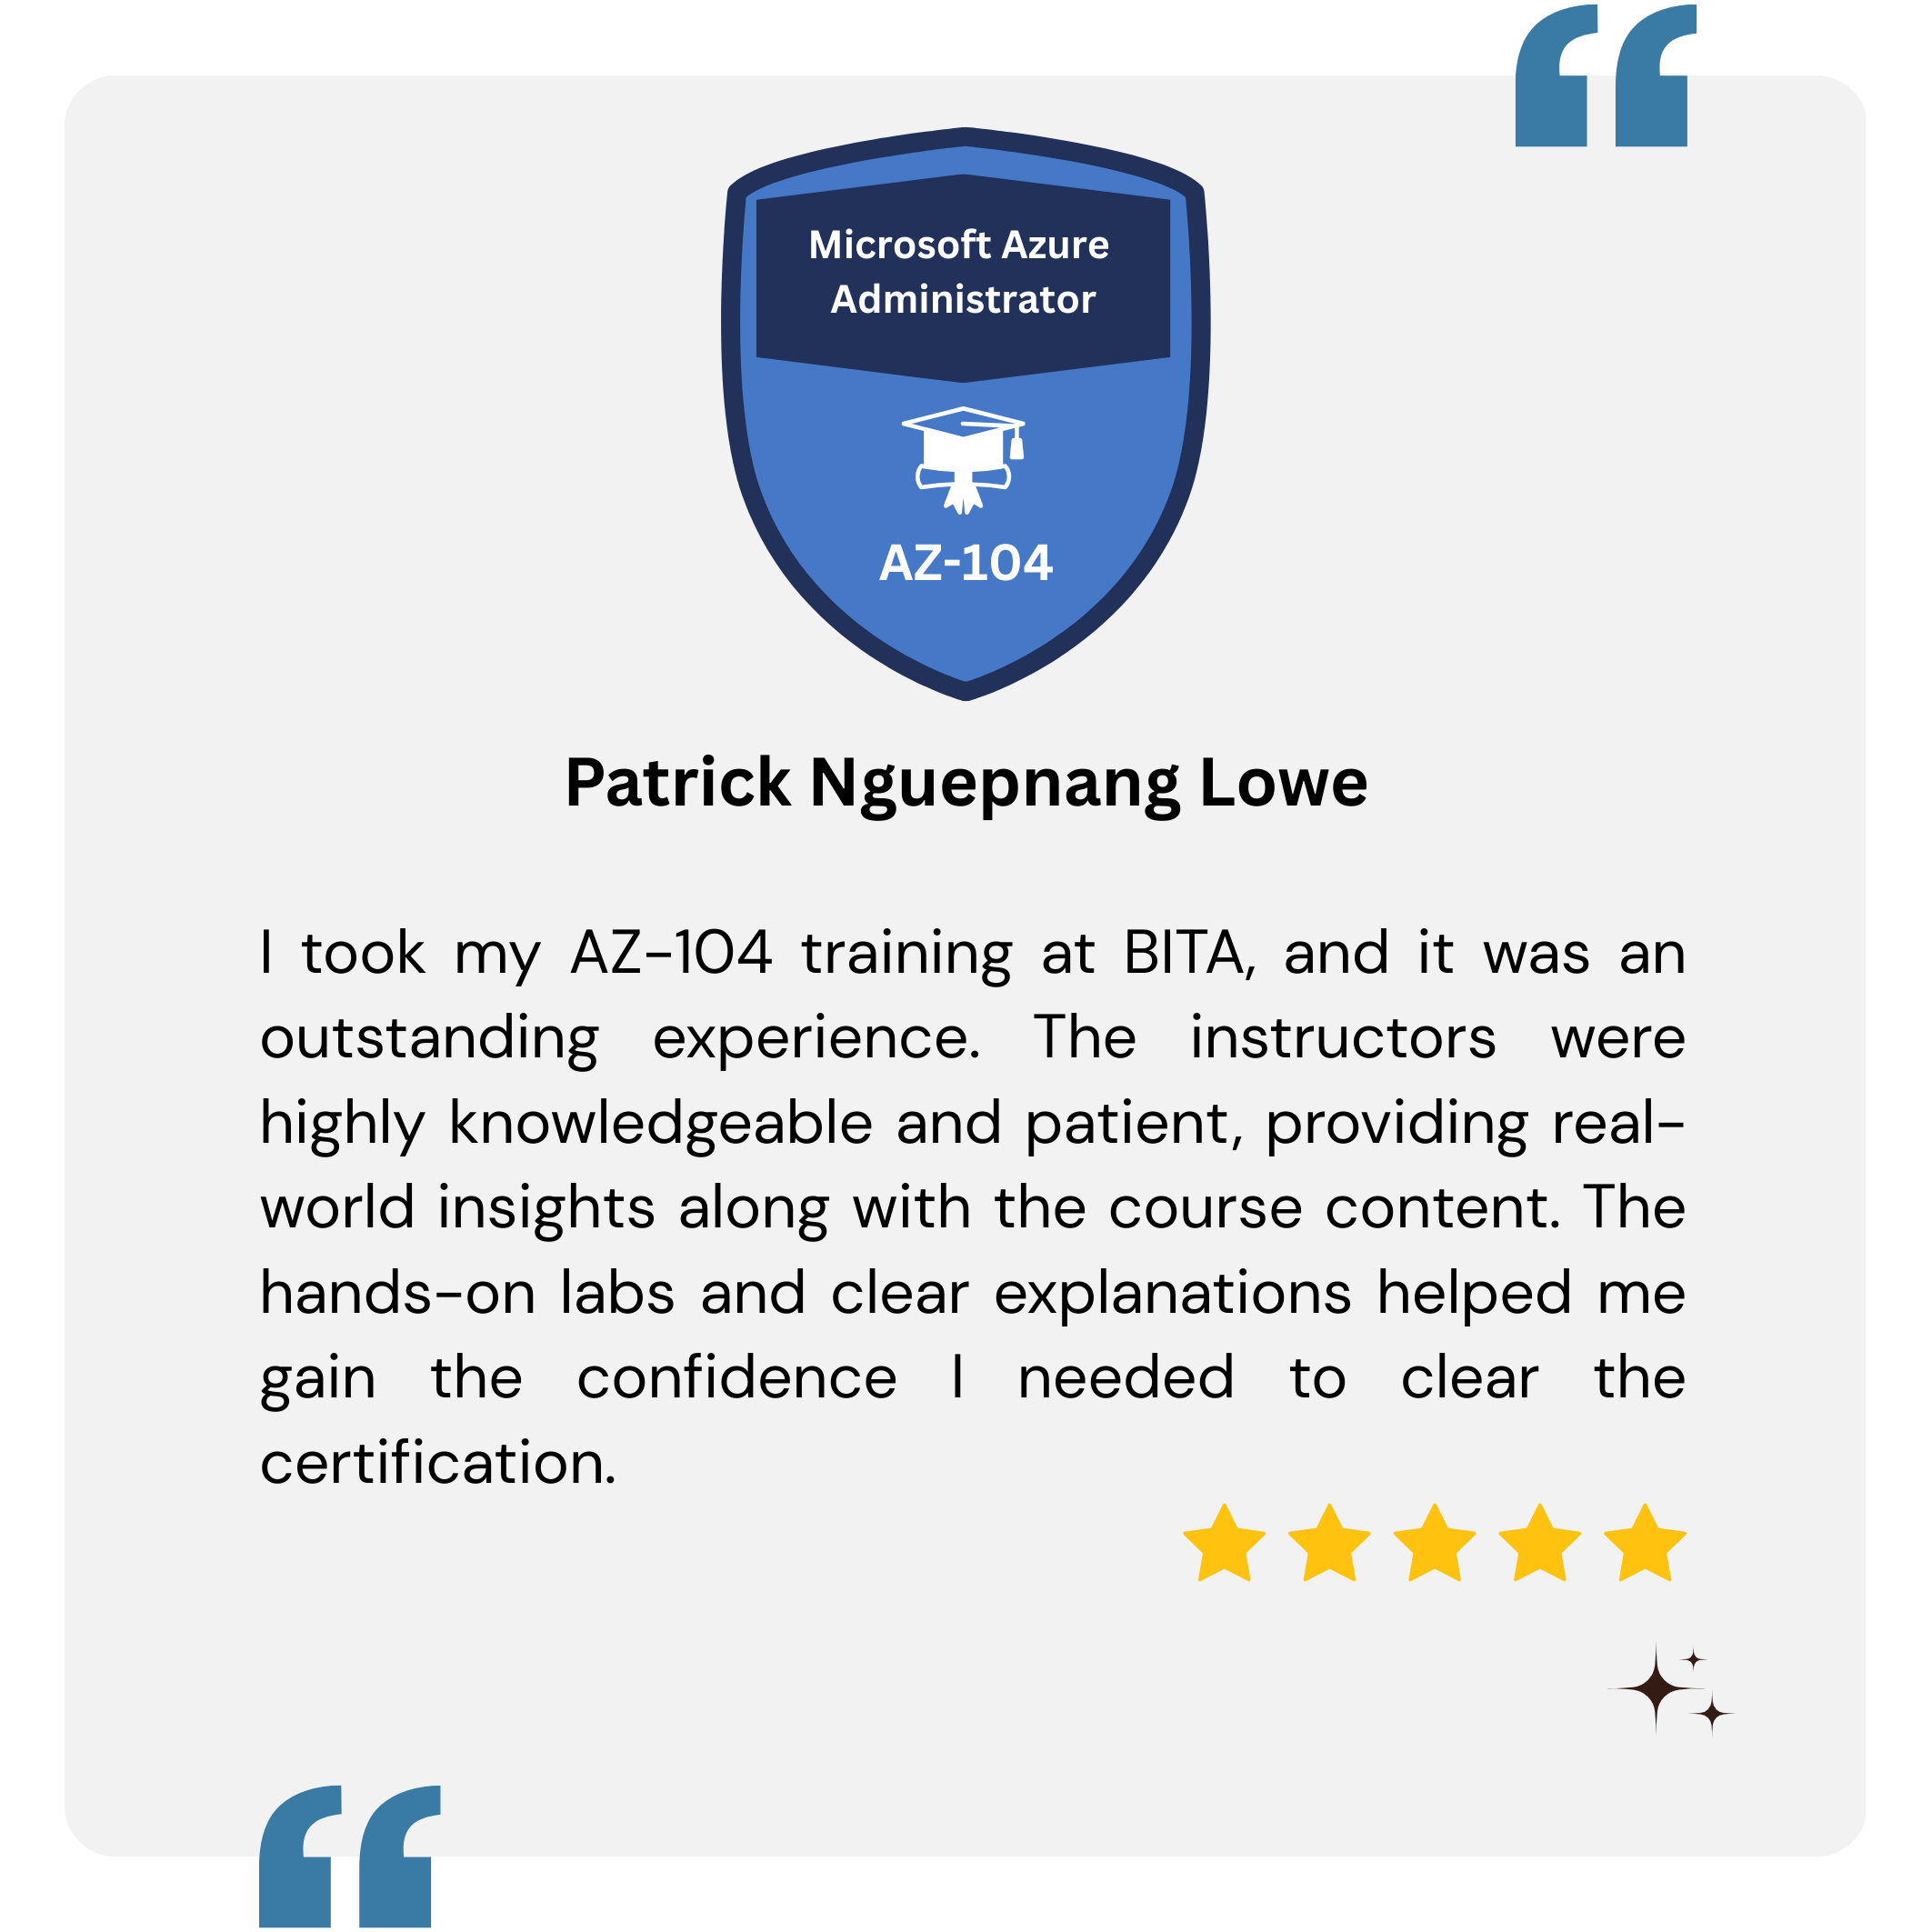 Microsoft Azure
Administrator
AZ-104
Patrick Nguepnang Lowe
I took my AZ-104 training at BITA, and it was an
outstanding experience. The instructors were
highly knowledgeable and patient, providing real-
world insights along with the course content. The
hands-on labs and clear explanations helped me
gain the confidence I needed to clear the
certification.